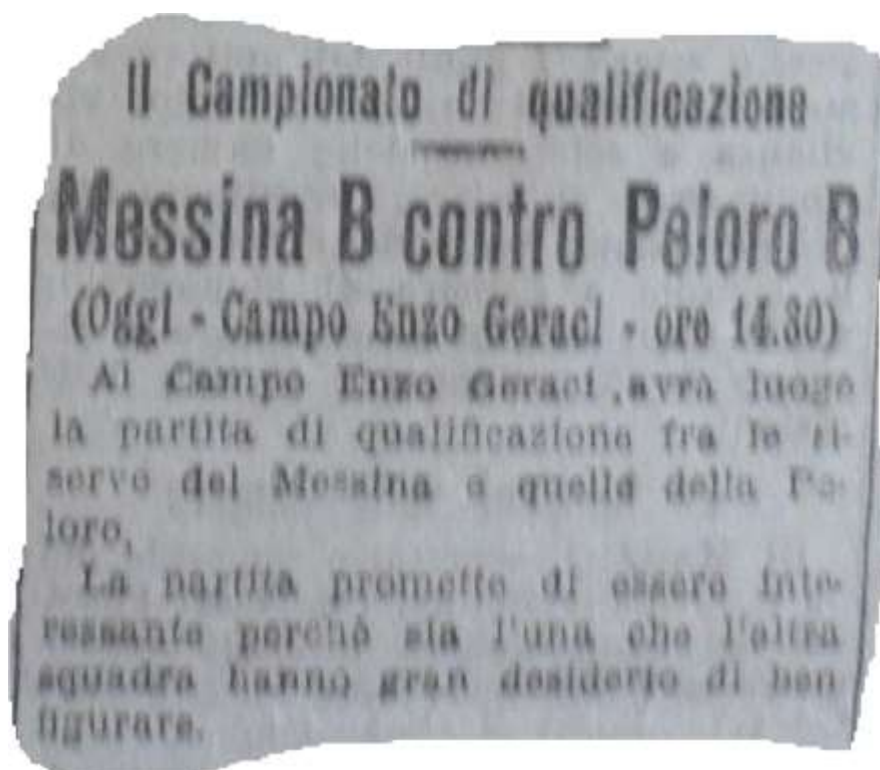 Il Campionato di qualificazione
Messina B contro Peloro B
(Oggi - Campo Enzo Geraci - ore 14.30)
Al Campo Enzo Geraci, avrà luogo
la partita di qualificazione fra le ri-
serve del Messina e quelle della Pe-
loro,
La partita promette di essere inte-
ressante perchè sia l'una che l'altra
squadra hanno gran desiderio di ben
figurare.